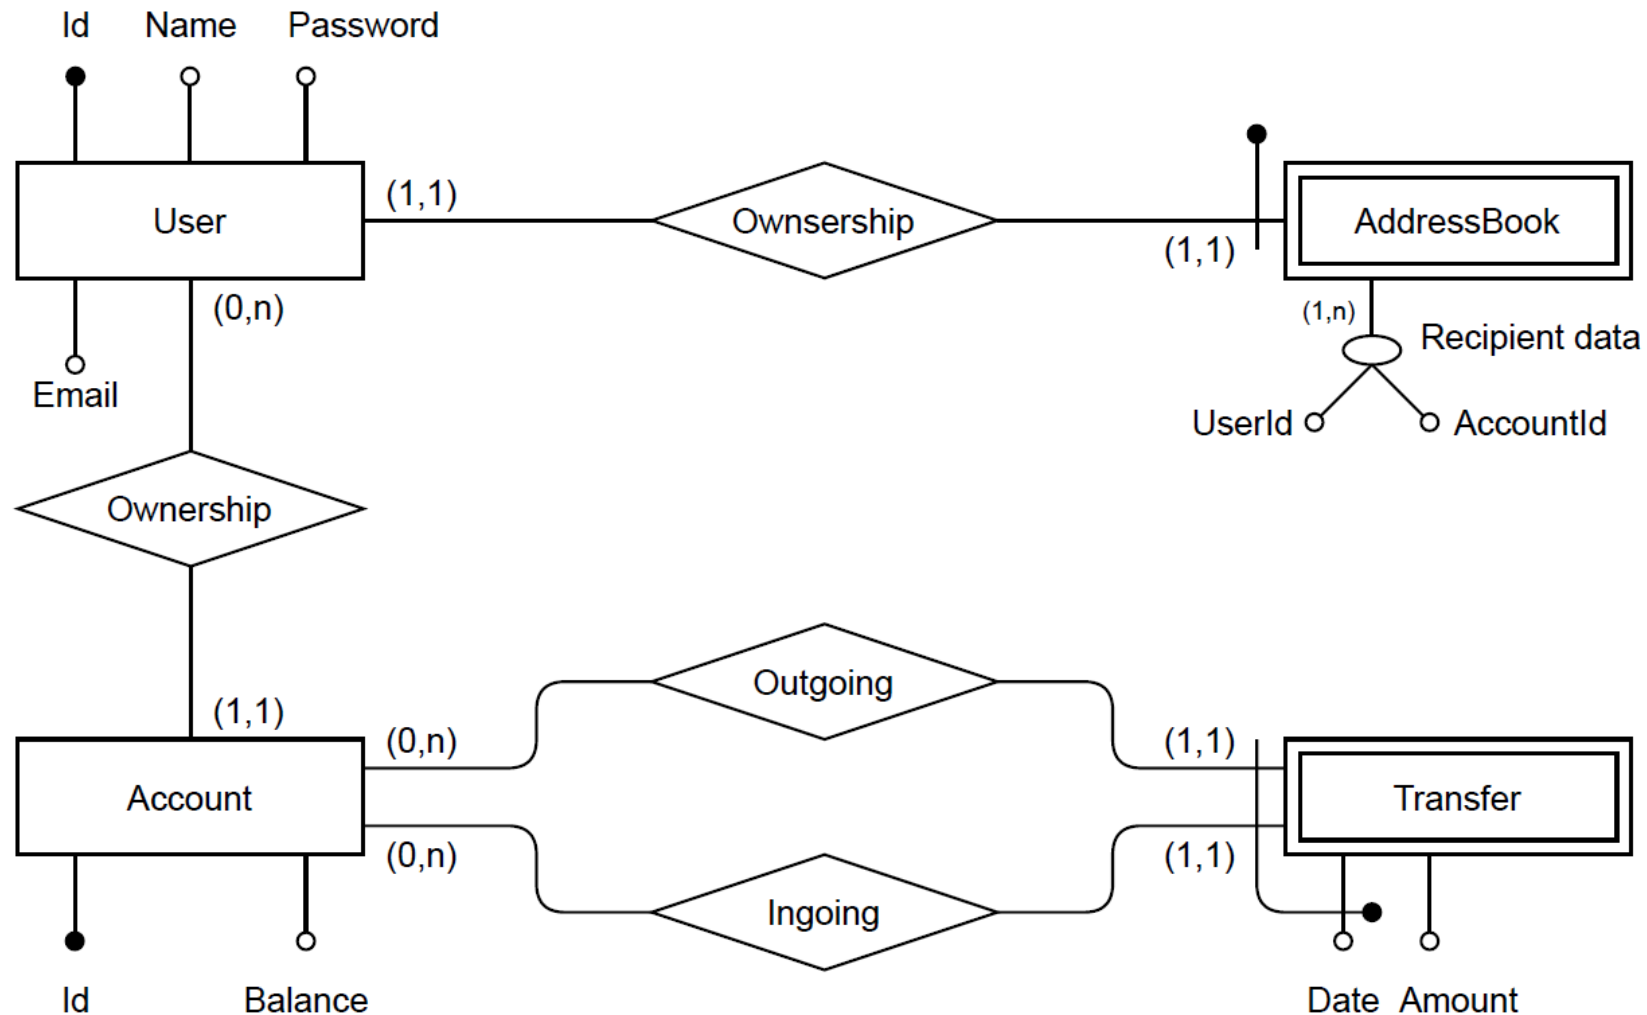 Id Name Password
User
(1,1)
Ownsership
(1,1)
AddressBook
(0,n)
(1,n)
Recipient data
Email
UserId
AccountId
Ownership
(1,1)
Outgoing
(0,n)
(1,1)
Account
Transfer
(0,n)
(1,1)
Ingoing
Id
Balance
Date Amount